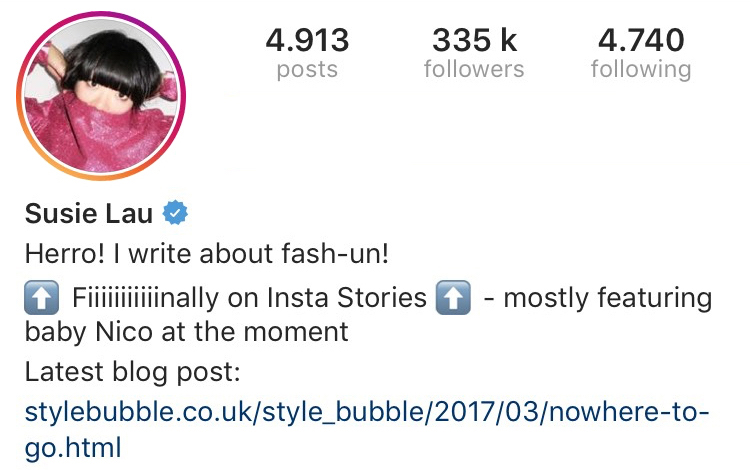 4.913 335 k 4.740
posts followers following
Susie Lau
Herro! I write about fash-un!
⬆️ Fiiiiiiiiiiinally on Insta Stories ⬆️ - mostly featuring
baby Nico at the moment
Latest blog post:
stylebubble.co.uk/style_bubble/2017/03/nowhere-to-
go.html